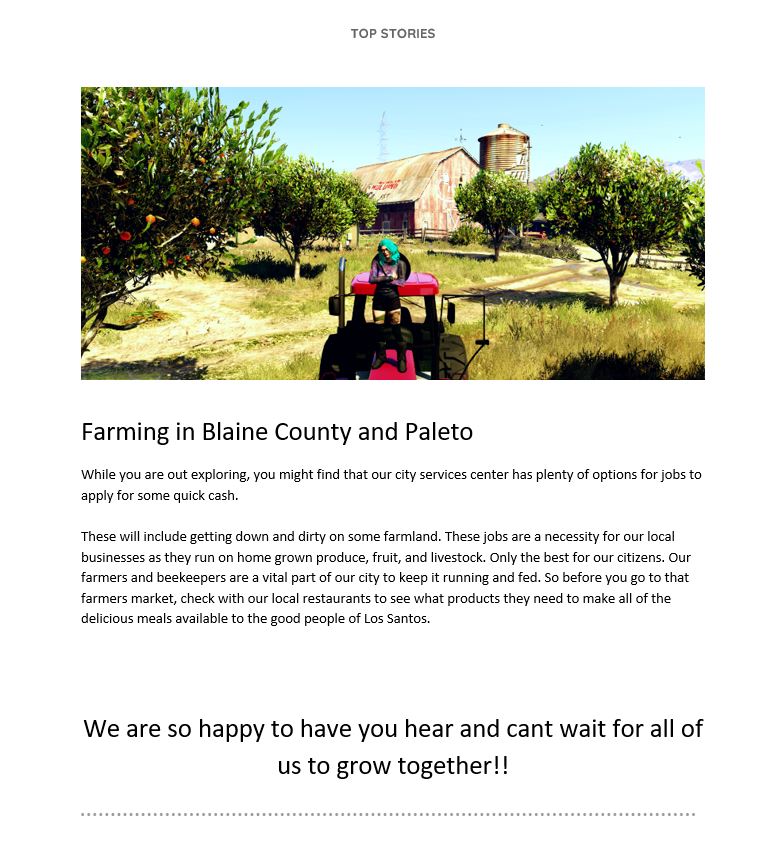 TOP STORIES
Farming in Blaine County and Paleto
While you are out exploring, you might find that our city services center has plenty of options for jobs to
apply for some quick cash.
These will include getting down and dirty on some farmland. These jobs are a necessity for our local
businesses as they run on home grown produce, fruit, and livestock. Only the best for our citizens. Our
farmers and beekeepers are a vital part of our city to keep it running and fed. So before you go to that
farmers market, check with our local restaurants to see what products they need to make all of the
delicious meals available to the good people of Los Santos.
We are so happy to have you hear and cant wait for all of
us to grow together!!